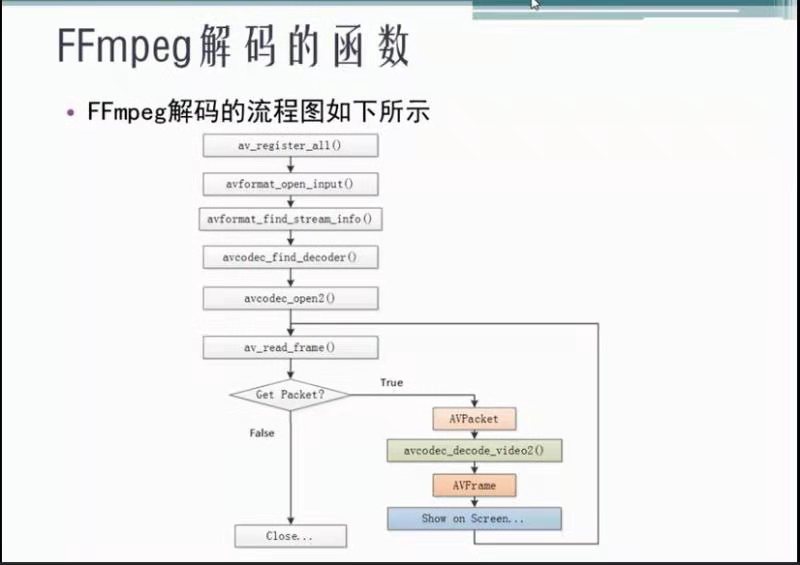 FFmpeg解码的函数
• FFmpeg解码的流程图如下所示
av_register_all()
avformat_open_input()
avformat_find_stream_info()
avcodec_find_decoder()
avcodec_open2()
av_read_frame()
Get Packet?
True
False
AVPacket
avcodec_decode_video2()
AVFrame
Show on Screen...
Close...